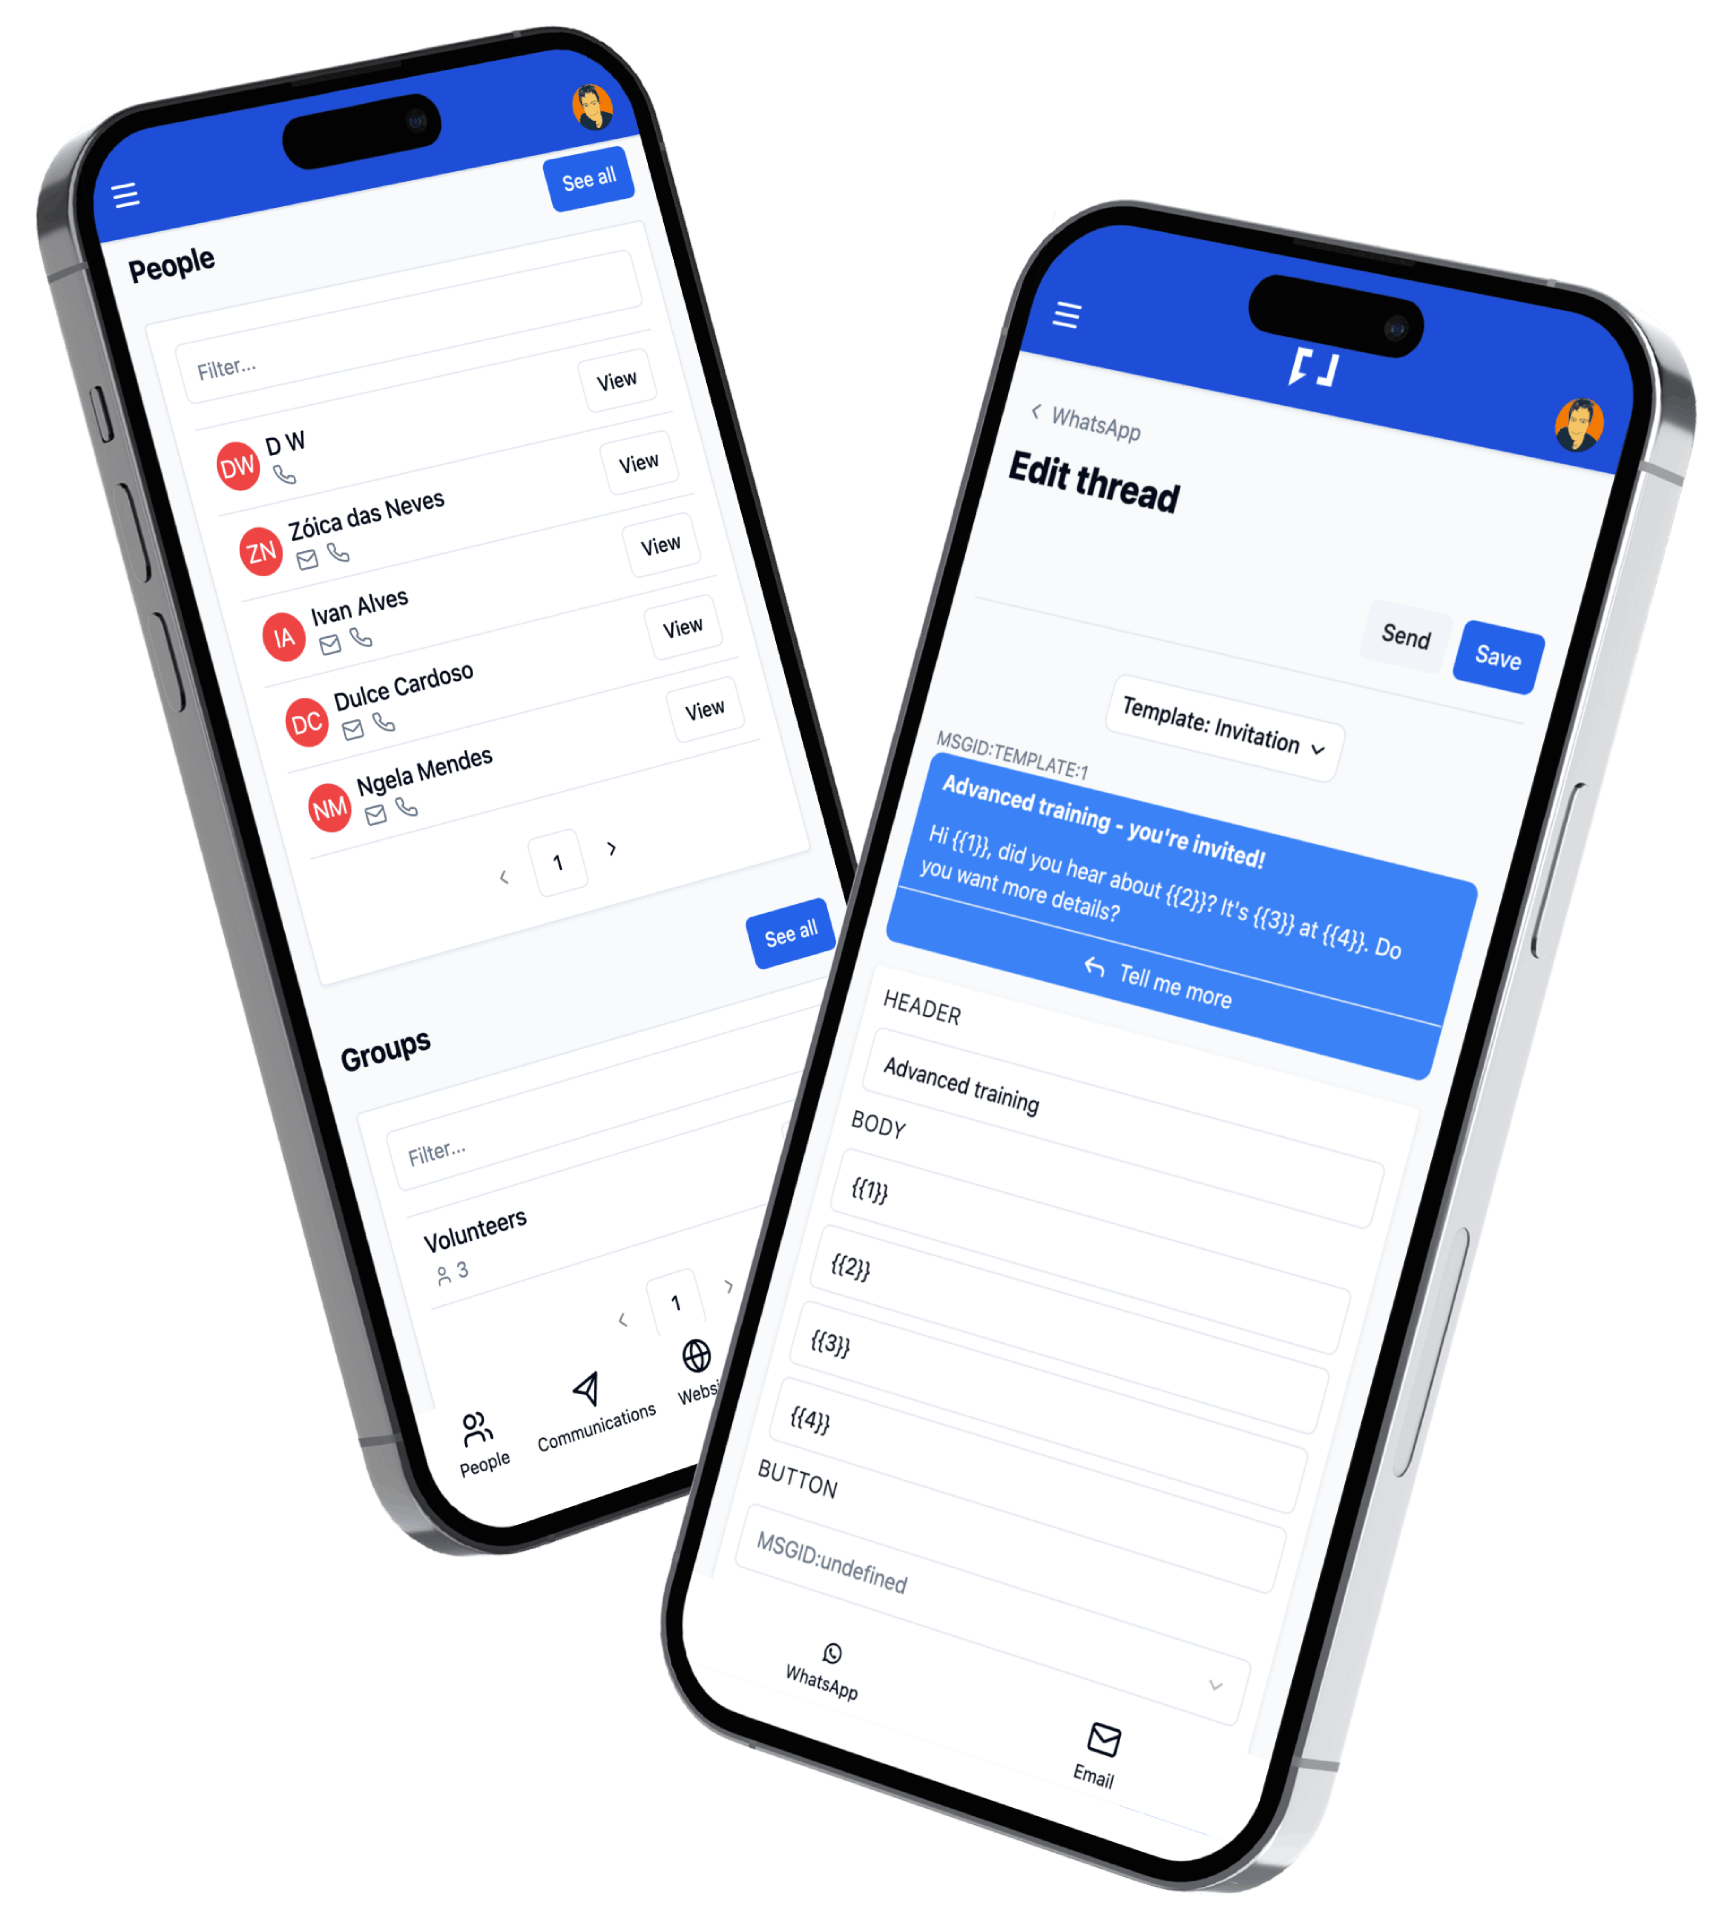 See all
People
Filter...
DW
D W
View
ZN
Zóica das Neves
View
IA
Ivan Alves
View
DC
Dulce Cardoso
View
NM
Ngela Mendes
View
1
See all
Groups
Filter...
Volunteers
3
1
People
Communications
Websi
WhatsApp
Edit thread
Send
Save
Template: Invitation
MSGID:TEMPLATE:1
Advanced training - you're invited!
Hi {{1}}, did you hear about {{2}}? It's {{3}} at {{4}}. Do
you want more details?
Tell me more
HEADER
Advanced training
BODY
{{1}}
{{2}}
{{3}}
{{4}}
BUTTON
MSGID:undefined
WhatsApp
Email